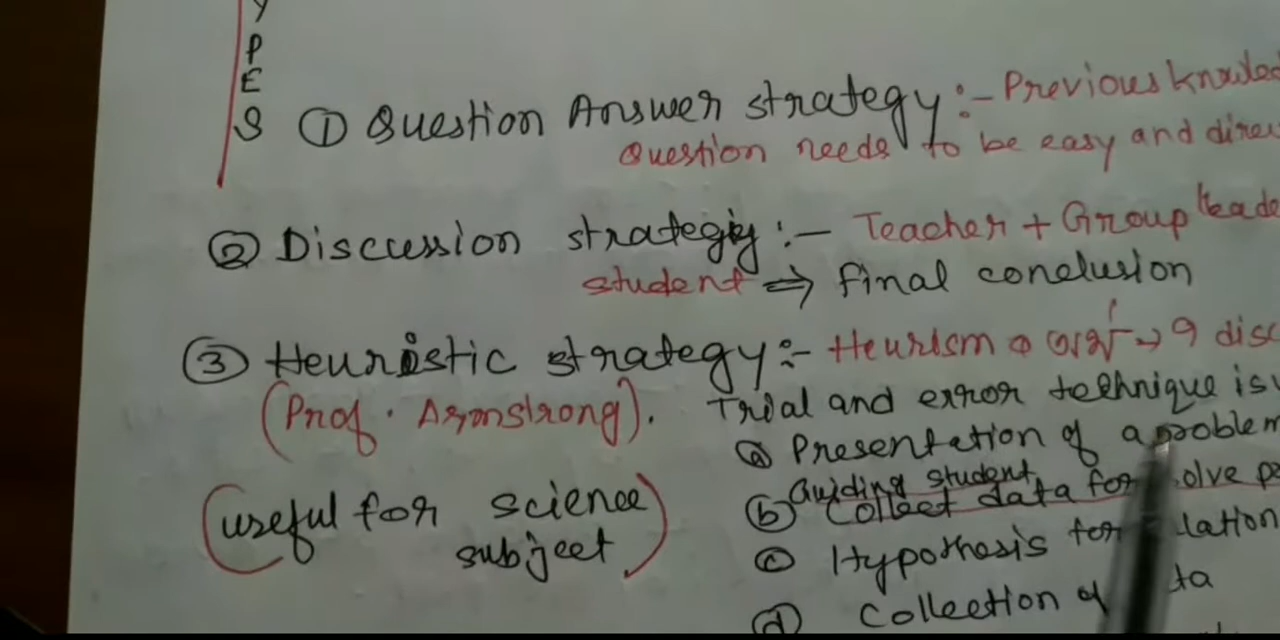 Y
P
E
S
① Question Answer strategy :- Previous
Question needs to be easy and
② Discussion strategy :- Teacher + Group
student ⇒ final conclusion
③ Heuristic strategy :- Heurism
(Prof. Armstrong). Trial and error technique is
ⓐ Presentation of a problem
Guiding student
ⓑ Collect data for
(useful for science
subject)
ⓒ Hypothesis
ⓓ Collection of